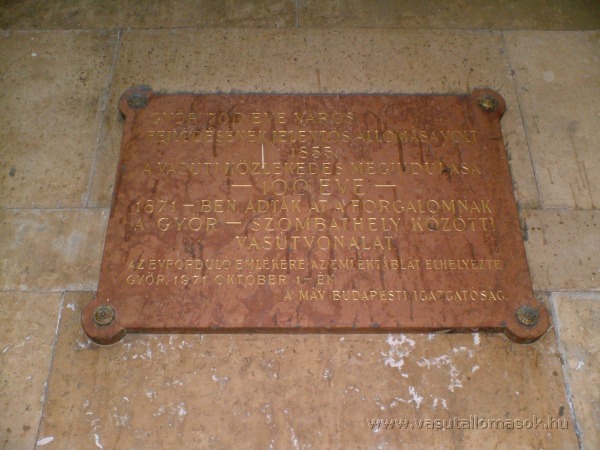 GYŐR 700 ÉVE VÁROS
FEJLŐDÉSÉNEK JELENTŐS ÁLLOMÁSA VOLT
1855
A VASÚTI KÖZLEKEDÉS MEGINDULÁSA
— 100 ÉVE —
1871 — BEN ADTÁK ÁT A FORGALOMNAK
A GYŐR — SZOMBATHELY KÖZÖTTI
VASÚTVONALAT
AZ ÉVFORDULÓ EMLÉKÉRE AZ EMLÉKTÁBLÁT ELHELYEZTE
GYŐR, 1971 OKTÓBER 1 — ÉN
A MÁV BUDAPESTI IGAZGATÓSÁG
www.vasutallomasok.hu